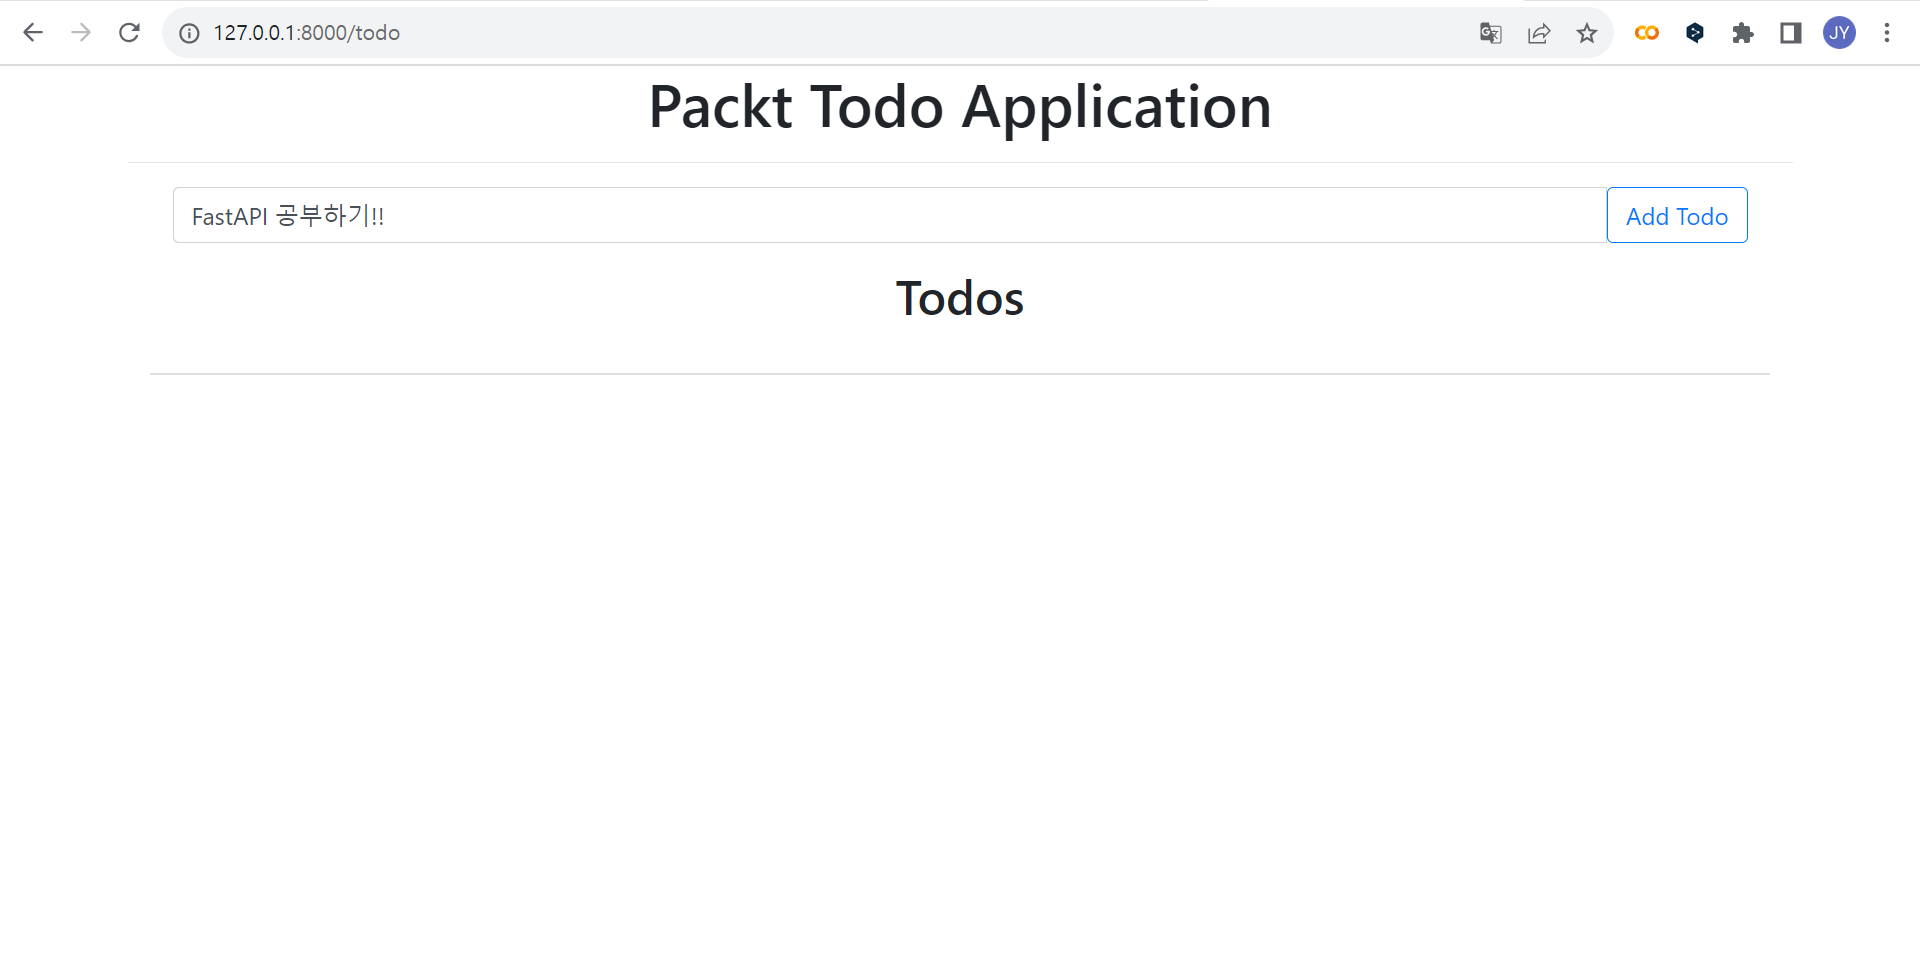 127.0.0.1:8000/todo
JY
Packt Todo Application
FastAPI 공부하기!!
Add Todo
Todos